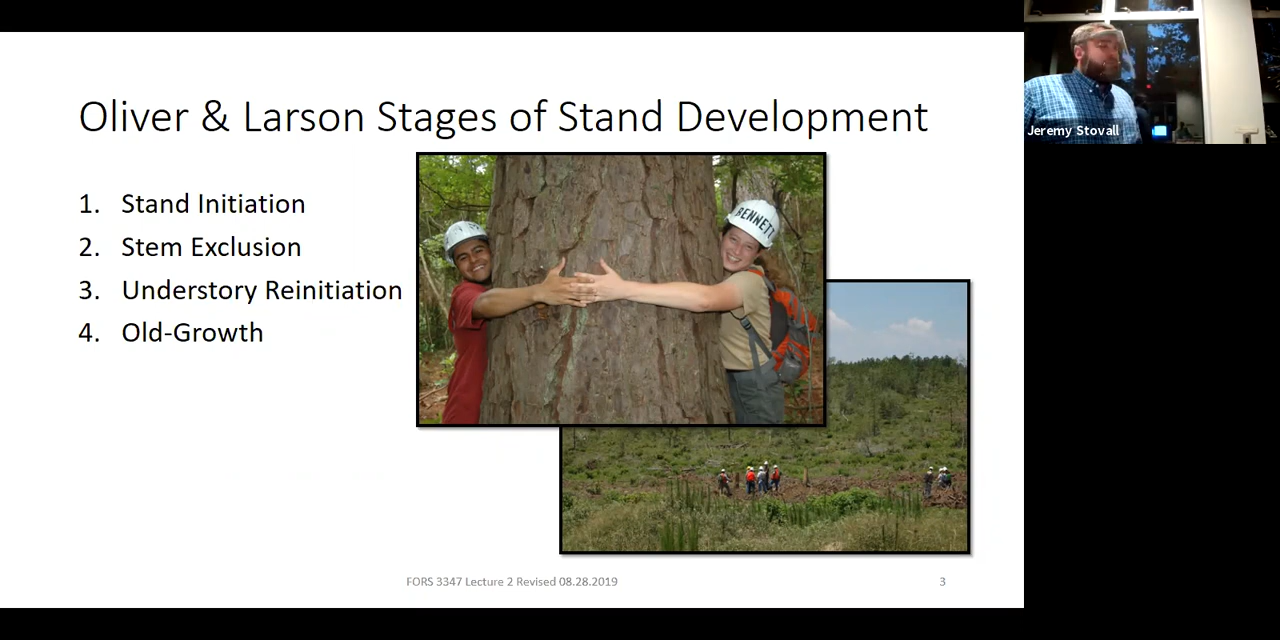 Oliver & Larson Stages of Stand Development
1. Stand Initiation
2. Stem Exclusion
3. Understory Reinitiation
4. Old-Growth
BENNETT
FORS 3347 Lecture 2 Revised 08.28.2019
3
Jeremy Stovall